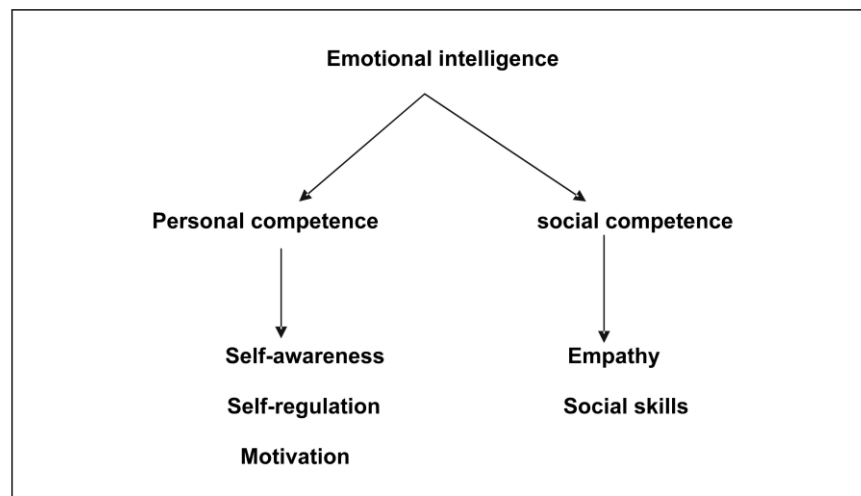 Emotional intelligence
Personal competence
social competence
Self-awareness
Self-regulation
Motivation
Empathy
Social skills